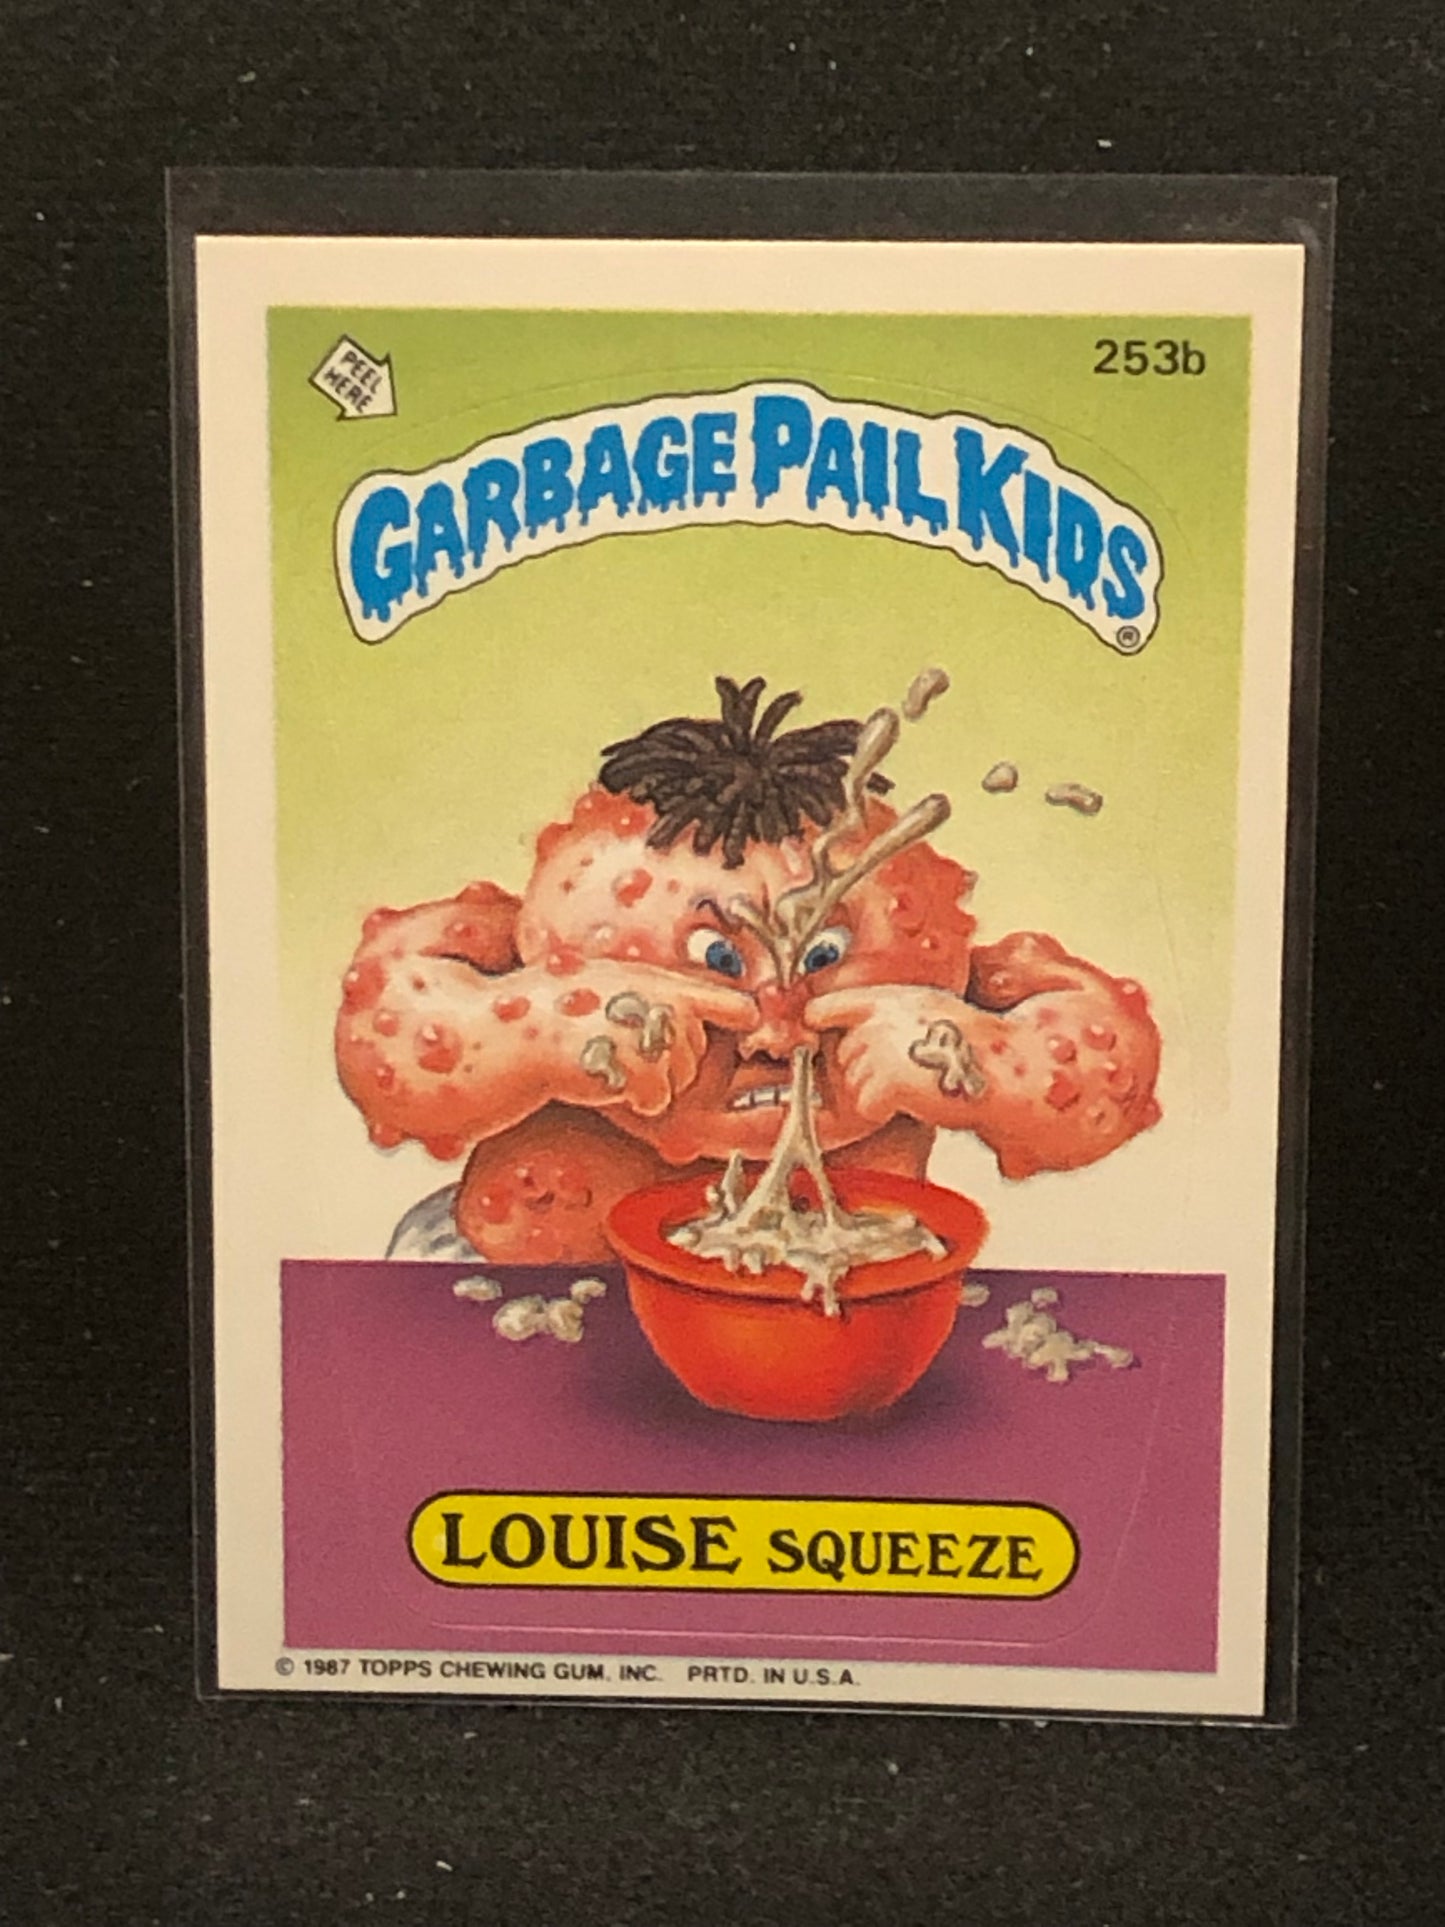 253b
PEEL
HERE
GARBAGE PAIL KIDS
®
LOUISE SQUEEZE
© 1987 TOPPS CHEWING GUM, INC. PRTD. IN U.S.A.